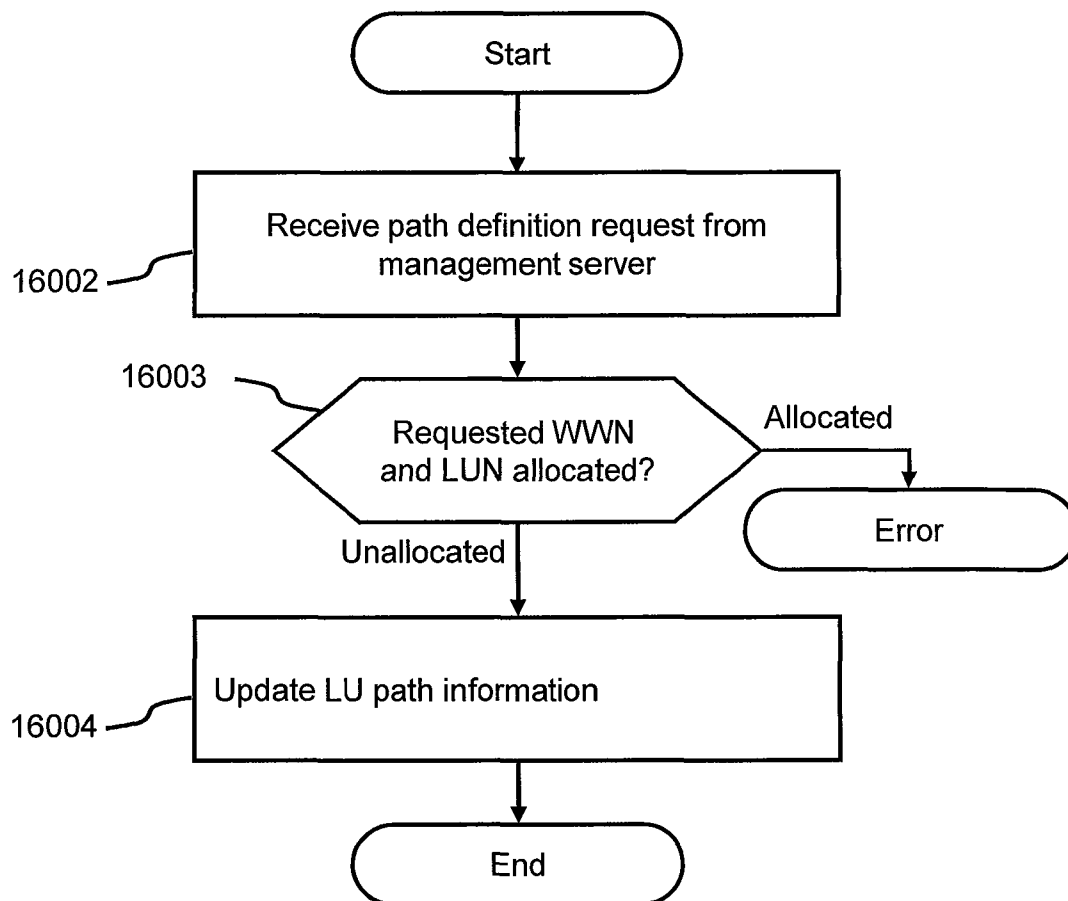 Start
Receive path definition request from
management server
16002
16003
Requested WWN
and LUN allocated?
Allocated
Error
Unallocated
Update LU path information
16004
End